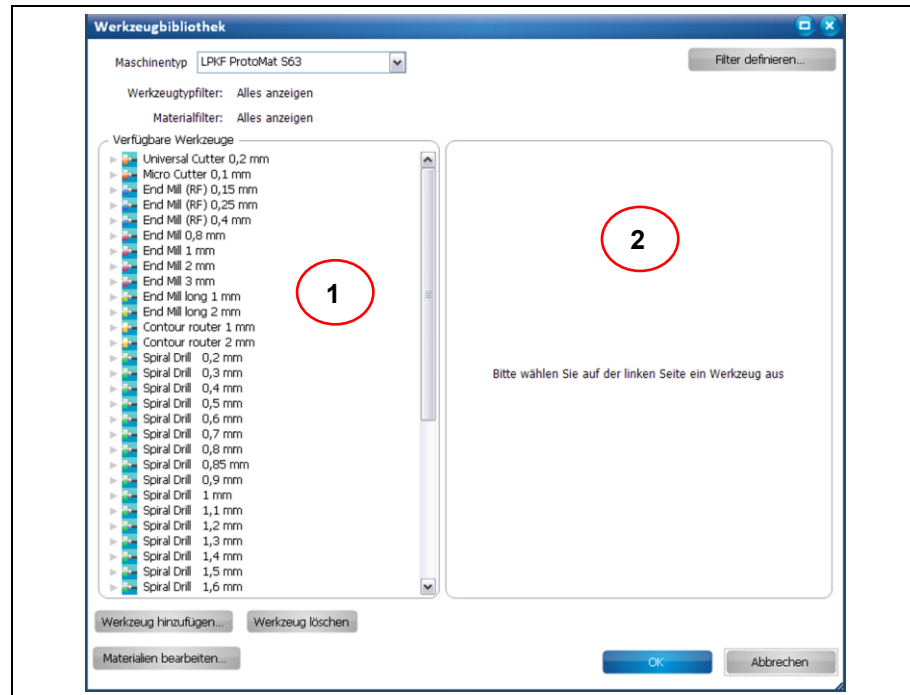 Werkzeugbibliothek
Maschinentyp LPKF ProtoMat S63 Filter definieren...
Werkzeugtypfilter: Alles anzeigen
Materialfilter: Alles anzeigen
Verfügbare Werkzeuge
Universal Cutter 0,2 mm
Micro Cutter 0,1 mm
End Mill (RF) 0,15 mm
End Mill (RF) 0,25 mm
End Mill (RF) 0,4 mm
End Mill 0,8 mm
End Mill 1 mm
End Mill 2 mm
End Mill 3 mm
End Mill long 1 mm
End Mill long 2 mm
Contour router 1 mm
Contour router 2 mm
Spiral Drill 0,2 mm
Spiral Drill 0,3 mm
Spiral Drill 0,4 mm
Spiral Drill 0,5 mm
Spiral Drill 0,6 mm
Spiral Drill 0,7 mm
Spiral Drill 0,8 mm
Spiral Drill 0,85 mm
Spiral Drill 0,9 mm
Spiral Drill 1 mm
Spiral Drill 1,1 mm
Spiral Drill 1,2 mm
Spiral Drill 1,3 mm
Spiral Drill 1,4 mm
Spiral Drill 1,5 mm
Spiral Drill 1,6 mm
1
2
Bitte wählen Sie auf der linken Seite ein Werkzeug aus
Werkzeug hinzufügen... Werkzeug löschen
Materialien bearbeiten... OK Abbrechen